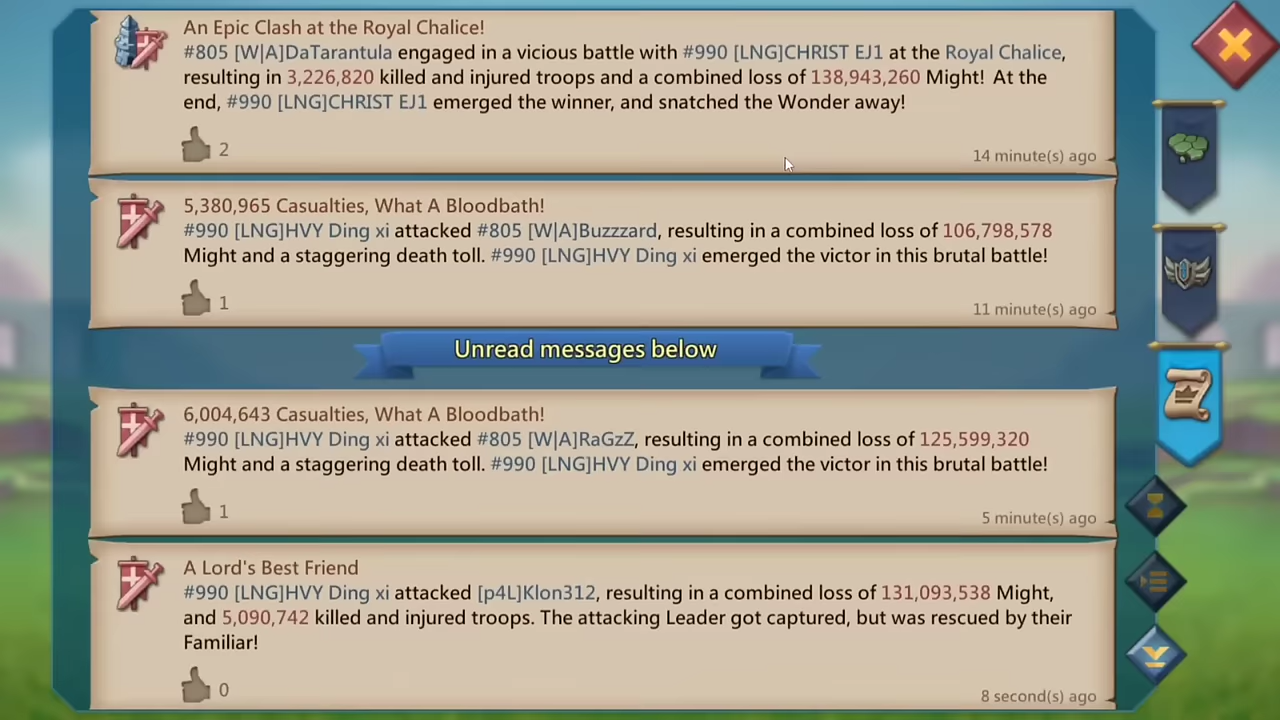 An Epic Clash at the Royal Chalice!
#805 [W|A]DaTarantula engaged in a vicious battle with #990 [LNG]CHRIST EJ1 at the Royal Chalice,
resulting in 3,226,820 killed and injured troops and a combined loss of 138,943,260 Might! At the
end, #990 [LNG]CHRIST EJ1 emerged the winner, and snatched the Wonder away!
2
14 minute(s) ago
5,380,965 Casualties, What A Bloodbath!
#990 [LNG]HVY Ding xi attacked #805 [W|A]Buzzzard, resulting in a combined loss of 106,798,578
Might and a staggering death toll. #990 [LNG]HVY Ding xi emerged the victor in this brutal battle!
1
11 minute(s) ago
Unread messages below
6,004,643 Casualties, What A Bloodbath!
#990 [LNG]HVY Ding xi attacked #805 [W|A]RaGzZ, resulting in a combined loss of 125,599,320
Might and a staggering death toll. #990 [LNG]HVY Ding xi emerged the victor in this brutal battle!
1
5 minute(s) ago
A Lord's Best Friend
#990 [LNG]HVY Ding xi attacked [p4L]Klon312, resulting in a combined loss of 131,093,538 Might,
and 5,090,742 killed and injured troops. The attacking Leader got captured, but was rescued by their
Familiar!
0
8 second(s) ago